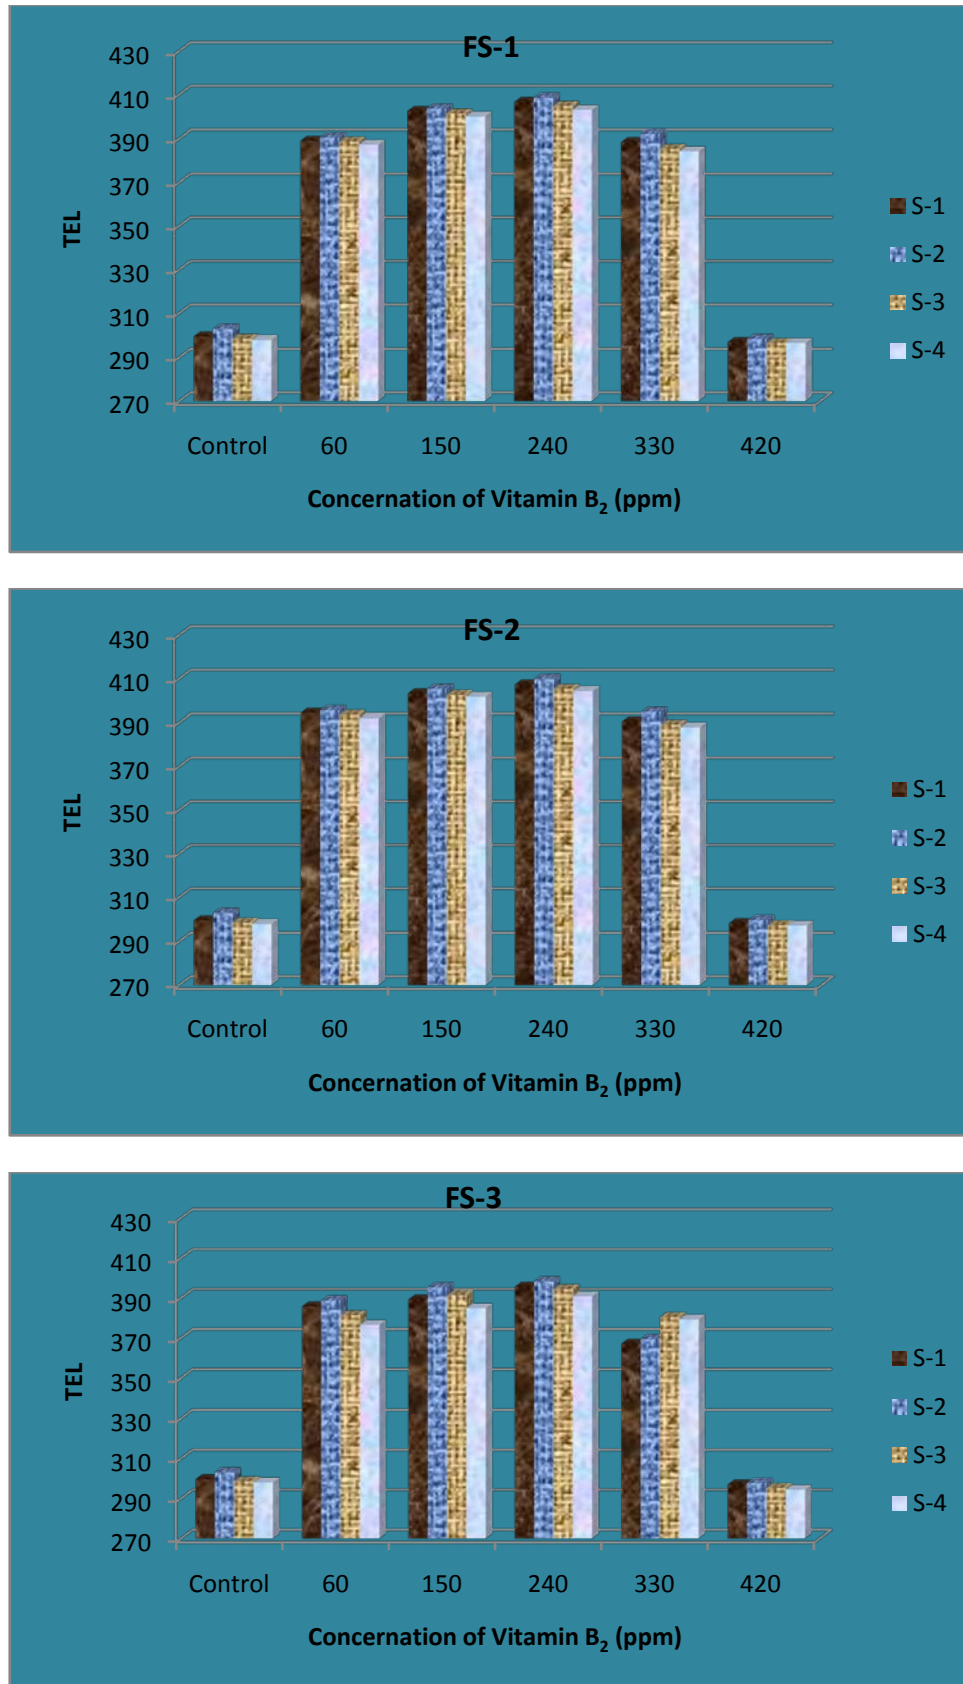 FS-1
430
410
390
370
350
330
310
290
270
TEL
Control 60 150 240 330 420
Concernation of Vitamin B₂ (ppm)
S-1
S-2
S-3
S-4
FS-2
430
410
390
370
350
330
310
290
270
TEL
Control 60 150 240 330 420
Concernation of Vitamin B₂ (ppm)
S-1
S-2
S-3
S-4
FS-3
430
410
390
370
350
330
310
290
270
TEL
Control 60 150 240 330 420
Concernation of Vitamin B₂ (ppm)
S-1
S-2
S-3
S-4